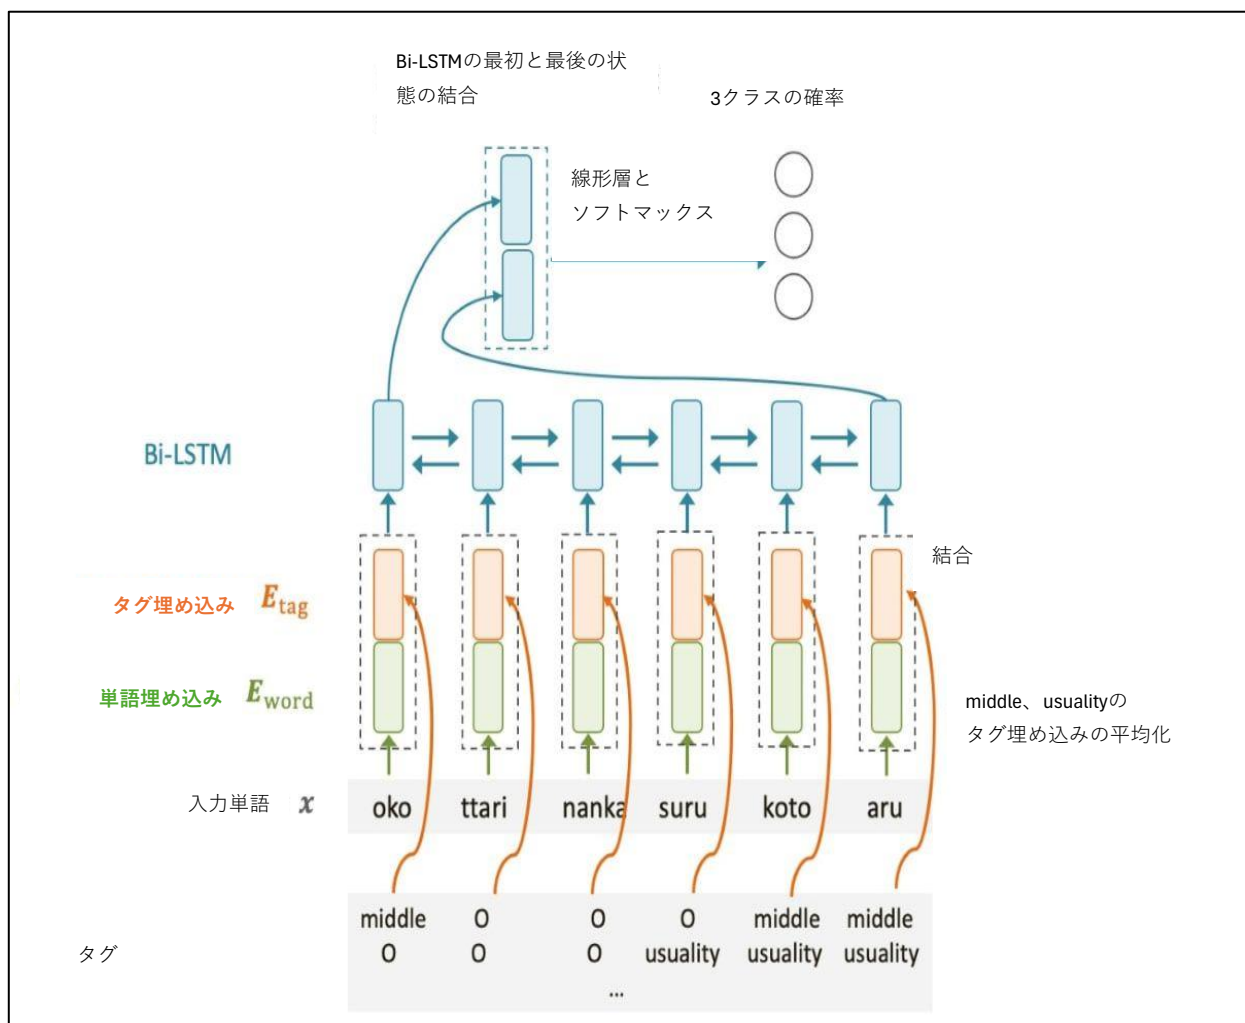 Bi-LSTMの最初と最後の状
態の結合
3クラスの確率
線形層と
ソフトマックス
Bi-LSTM
結合
タグ埋め込み E_tag
単語埋め込み E_word
middle、usualityの
タグ埋め込みの平均化
入力単語 x oko ttari nanka suru koto aru
middle O O O middle middle
タグ O O O usuality usuality usuality
...